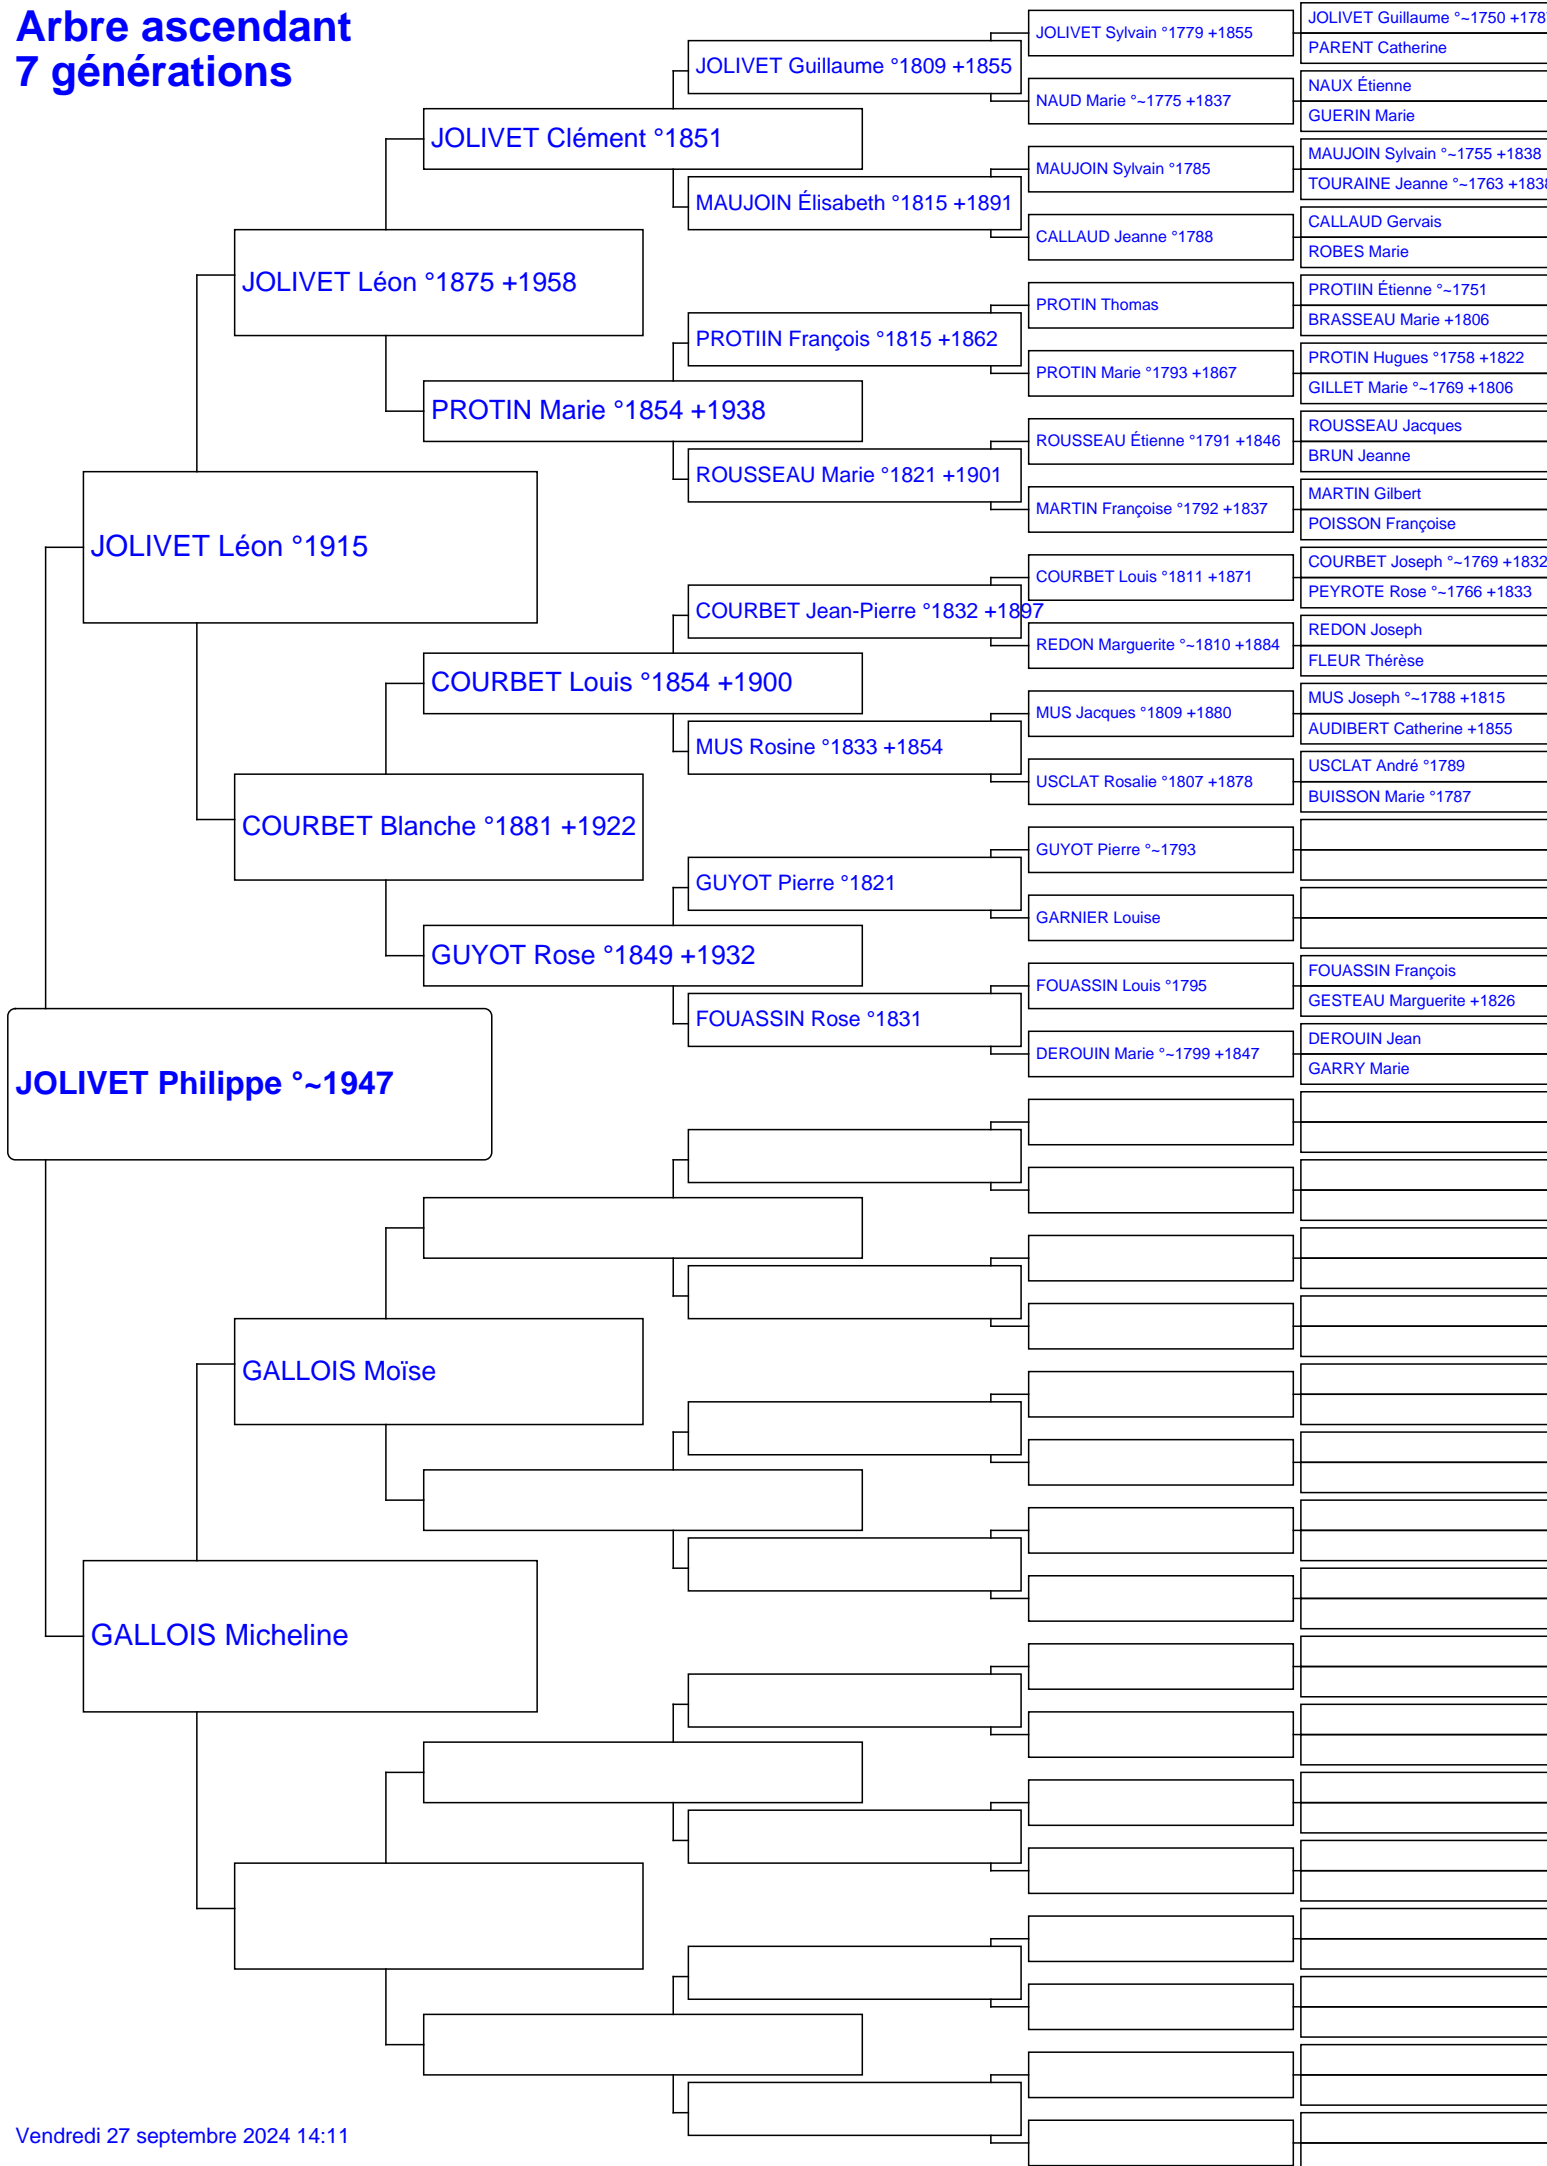 Arbre ascendant
7 générations
JOLIVET Philippe °~1947
JOLIVET Léon °1915
GALLOIS Micheline
JOLIVET Léon °1875 +1958
COURBET Blanche °1881 +1922
GALLOIS Moïse
JOLIVET Clément °1851
PROTIN Marie °1854 +1938
COURBET Louis °1854 +1900
GUYOT Rose °1849 +1932
JOLIVET Guillaume °1809 +1855
MAUJOIN Élisabeth °1815 +1891
PROTIIN François °1815 +1862
ROUSSEAU Marie °1821 +1901
COURBET Jean-Pierre °1832 +1897
MUS Rosine °1833 +1854
GUYOT Pierre °1821
FOUASSIN Rose °1831
JOLIVET Sylvain °1779 +1855
NAUD Marie °~1775 +1837
MAUJOIN Sylvain °1785
CALLAUD Jeanne °1788
PROTIN Thomas
PROTIN Marie °1793 +1867
ROUSSEAU Étienne °1791 +1846
MARTIN Françoise °1792 +1837
COURBET Louis °1811 +1871
REDON Marguerite °~1810 +1884
MUS Jacques °1809 +1880
USCLAT Rosalie °1807 +1878
GUYOT Pierre °~1793
GARNIER Louise
FOUASSIN Louis °1795
DEROUIN Marie °~1799 +1847
JOLIVET Guillaume °~1750
PARENT Catherine
NAUX Étienne
GUERIN Marie
MAUJOIN Sylvain °~1755 +1838
TOURAINE Jeanne °~1763 +1838
CALLAUD Gervais
ROBES Marie
PROTIIN Étienne °~1751
BRASSEAU Marie +1806
PROTIN Hugues °1758 +1822
GILLET Marie °~1769 +1806
ROUSSEAU Jacques
BRUN Jeanne
MARTIN Gilbert
POISSON Françoise
COURBET Joseph °~1769 +1832
PEYROTE Rose °~1766 +1833
REDON Joseph
FLEUR Thérèse
MUS Joseph °~1788 +1815
AUDIBERT Catherine +1855
USCLAT André °1789
BUISSON Marie °1787
FOUASSIN François
GESTEAU Marguerite +1826
DEROUIN Jean
GARRY Marie
Vendredi 27 septembre 2024 14:11